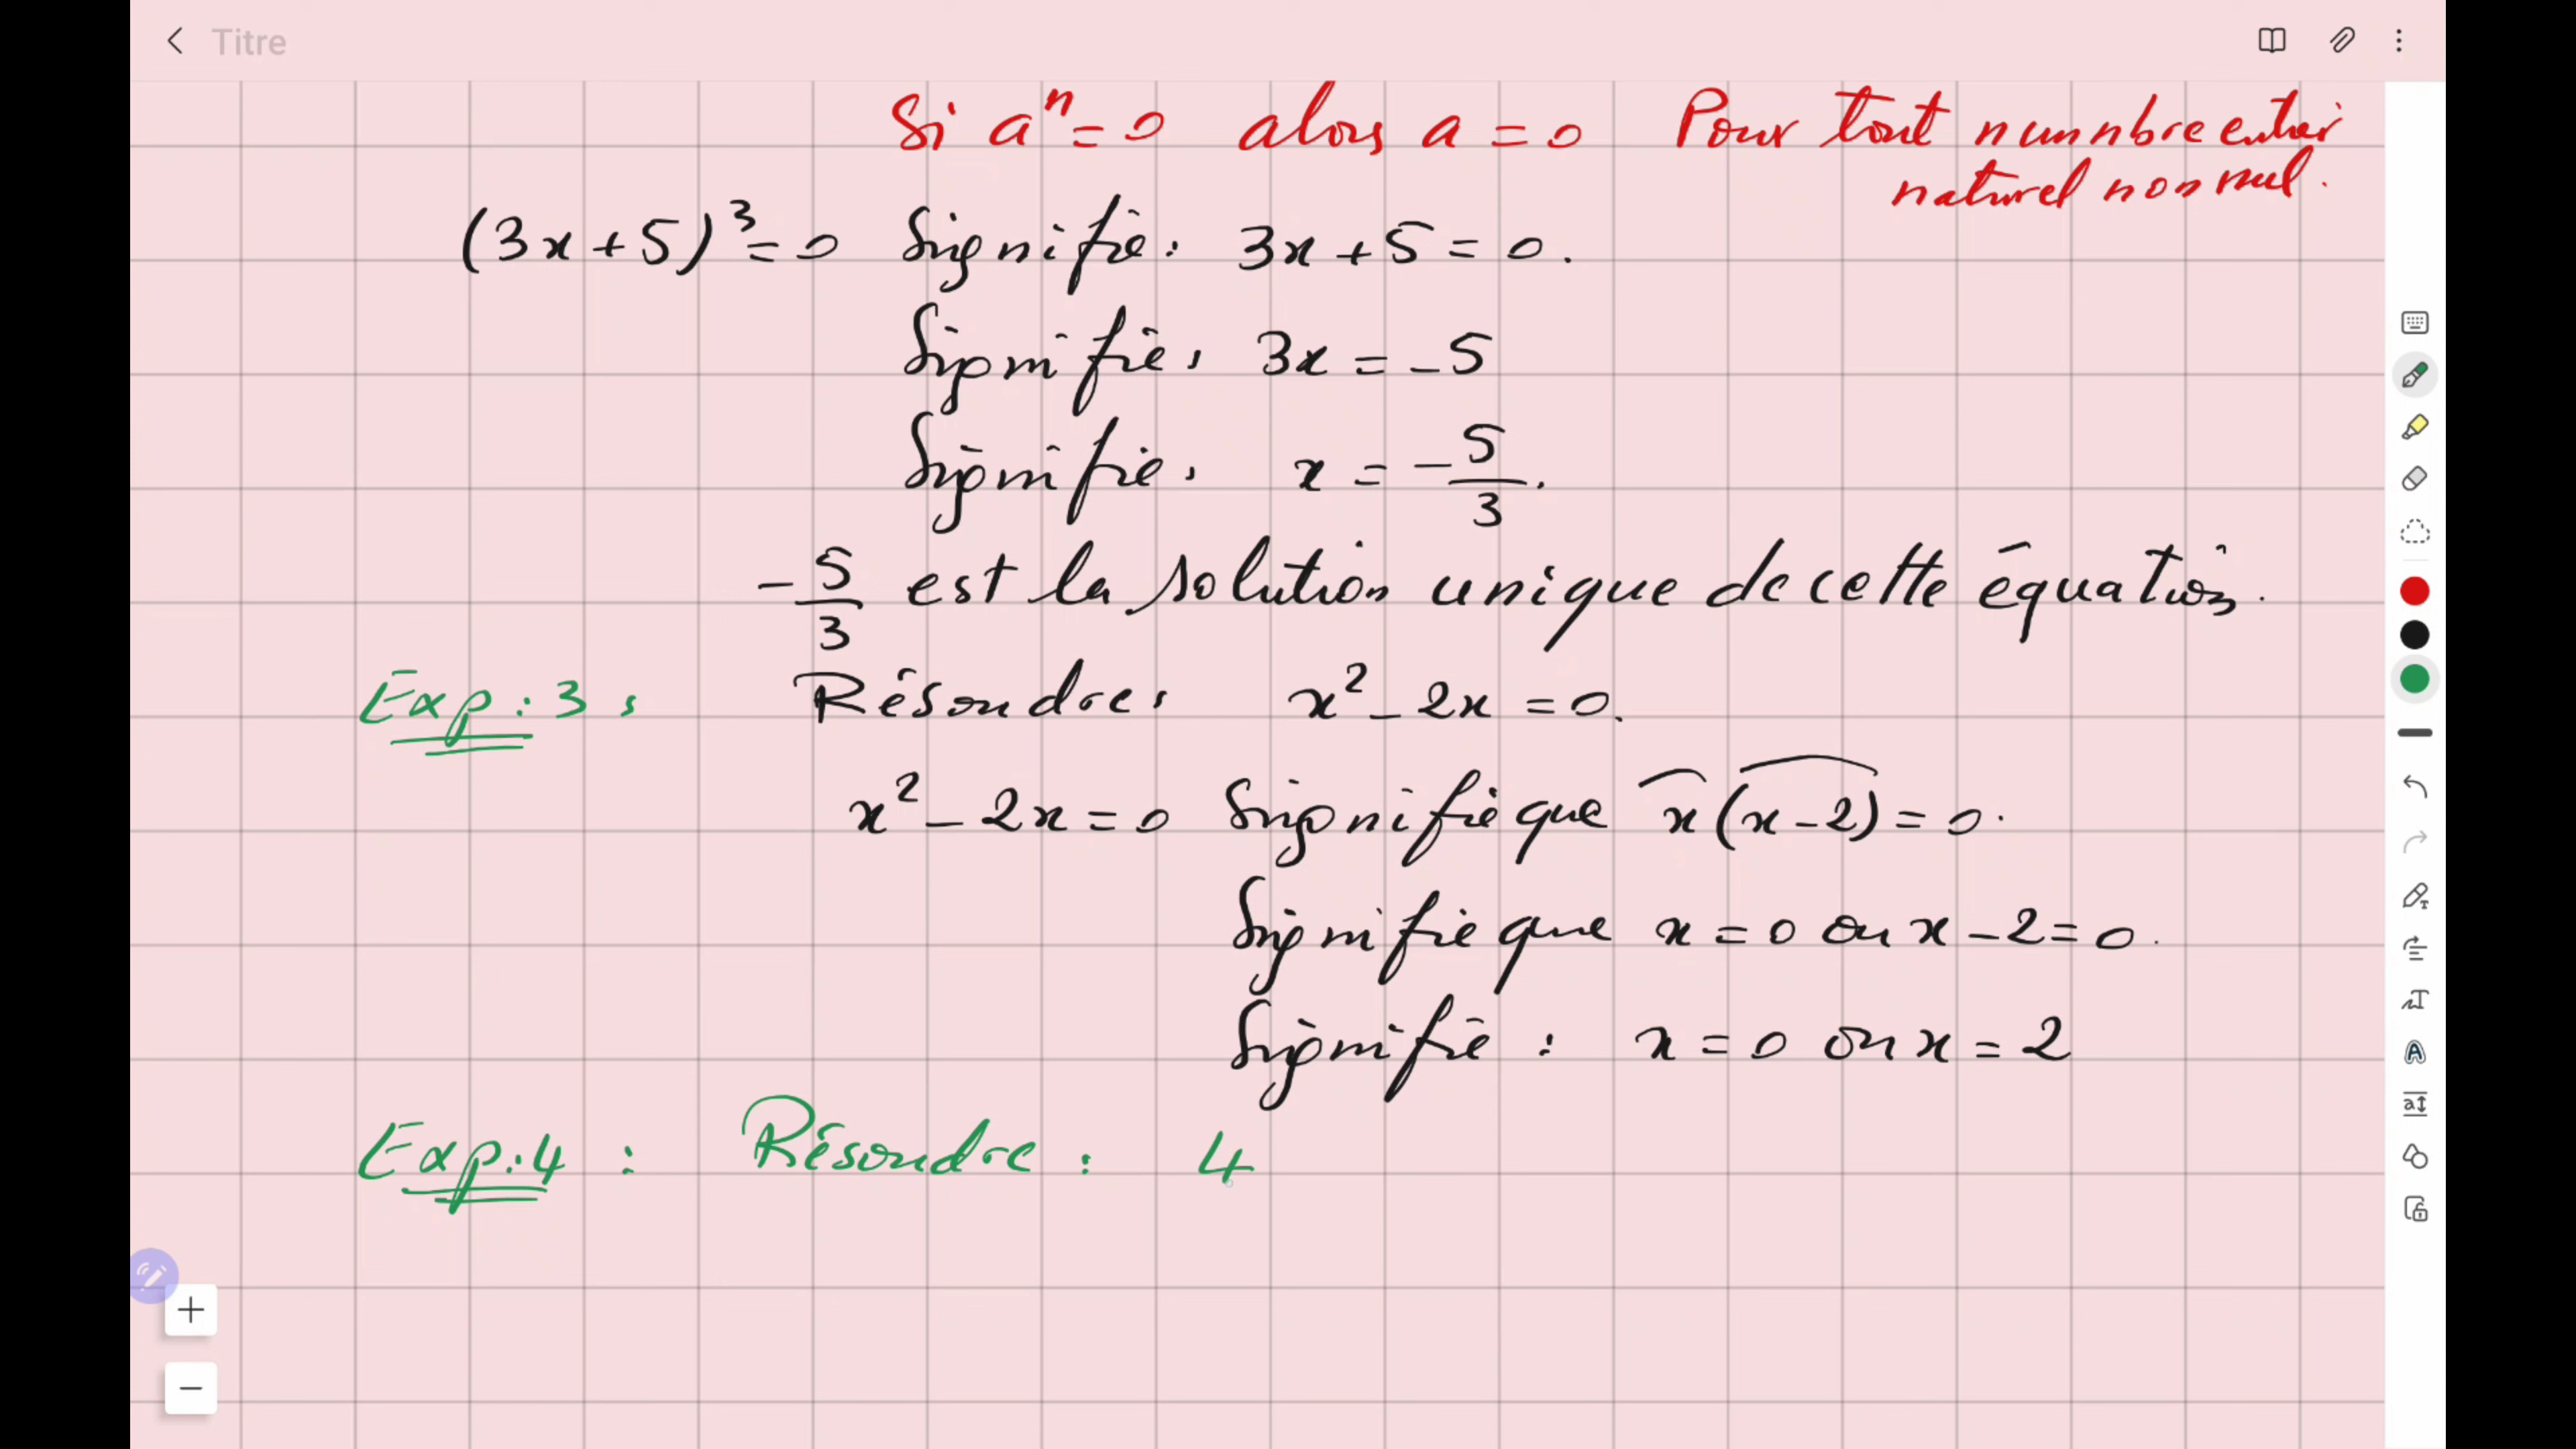 Titre
Si aⁿ = 0 alors a = 0 Pour tout n nombre entier
naturel non nul.
(3x+5)³ = 0 Signifie: 3x+5 = 0.
Signifie: 3x = -5
Signifie: x = -5/3.
-5/3 est la solution unique de cette équation.
Exp: 3 : Résoudre: x² - 2x = 0.
x² - 2x = 0 Signifie que x(x-2) = 0.
Signifie que x = 0 ou x - 2 = 0.
Signifie : x = 0 ou x = 2
Exp: 4 : Résoudre : 4